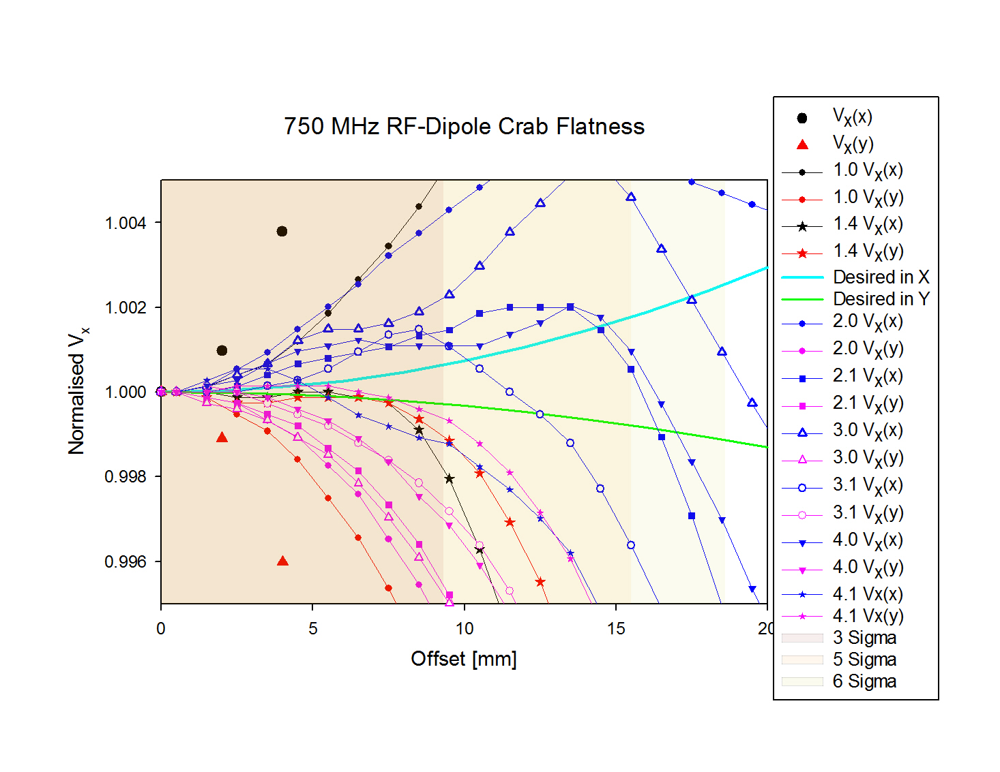 750 MHz RF-Dipole Crab Flatness
Normalised Vx
1.004
1.002
1.000
0.998
0.996
0
5
10
15
20
Offset [mm]
VX(x)
VX(y)
1.0 VX(x)
1.0 VX(y)
1.4 VX(x)
1.4 VX(y)
Desired in X
Desired in Y
2.0 VX(x)
2.0 VX(y)
2.1 VX(x)
2.1 VX(y)
3.0 VX(x)
3.0 VX(y)
3.1 VX(x)
3.1 VX(y)
4.0 VX(x)
4.0 VX(y)
4.1 Vx(x)
4.1 Vx(y)
3 Sigma
5 Sigma
6 Sigma